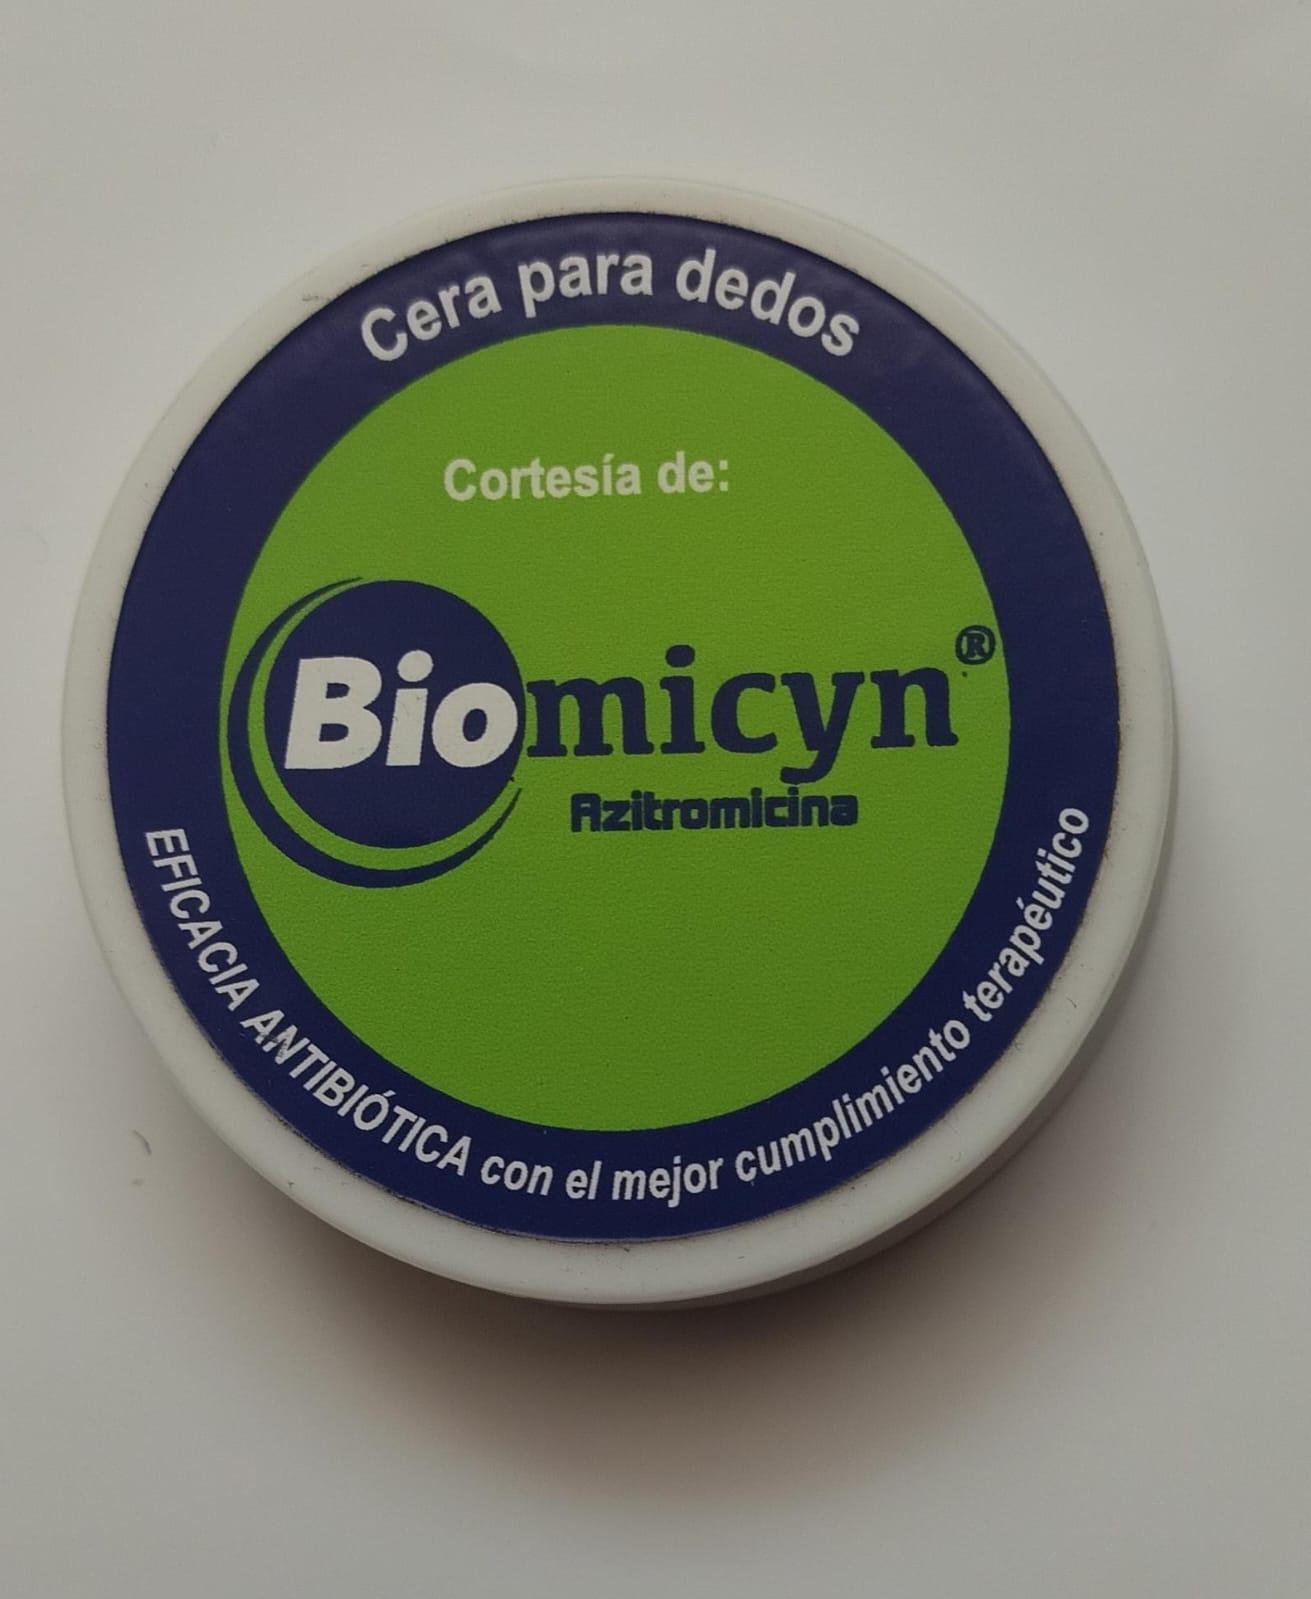 Cera para dedos
Cortesía de:
Biomicyn®
Azitromicina
EFICACIA ANTIBIÓTICA con el mejor cumplimiento terapéutico